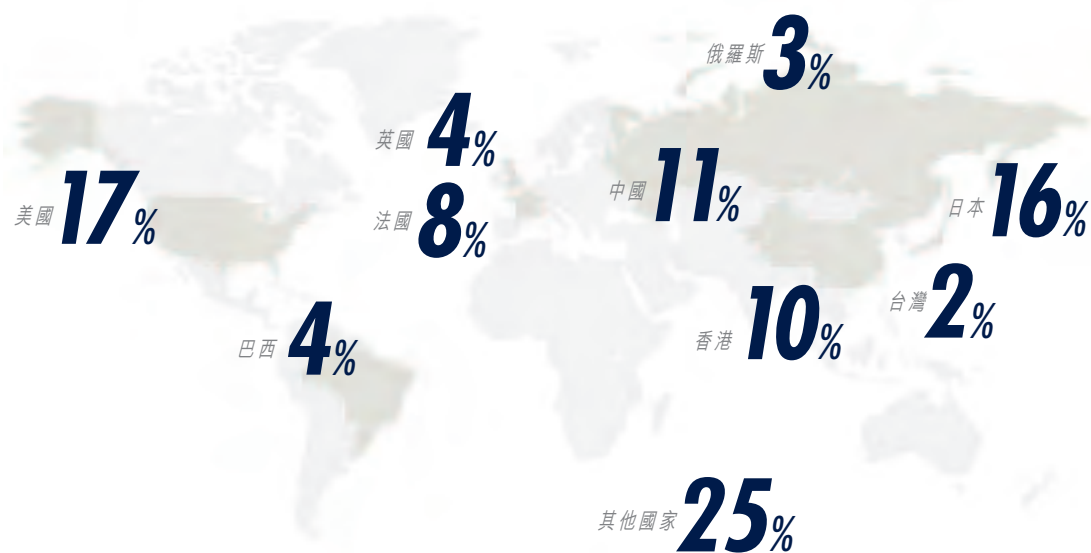 俄羅斯 3%
英國 4%
美國 17%
法國 8%
中國 11%
日本 16%
巴西 4%
香港 10%
台灣 2%
其他國家 25%